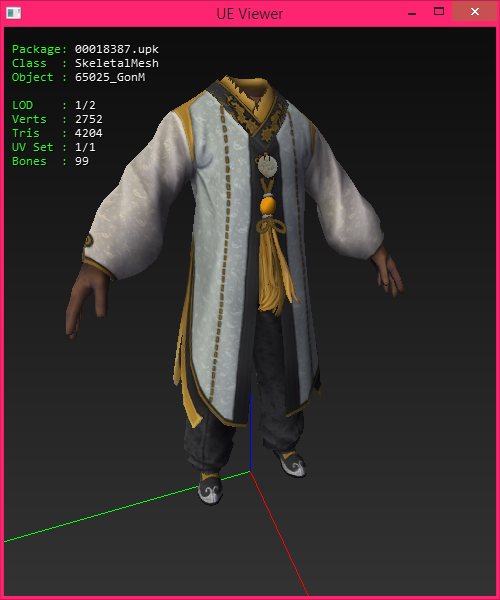 UE Viewer
Package: 00018387.upk
Class : SkeletalMesh
Object : 65025_GonM
LOD : 1/2
Verts : 2752
Tris : 4204
UV Set : 1/1
Bones : 99